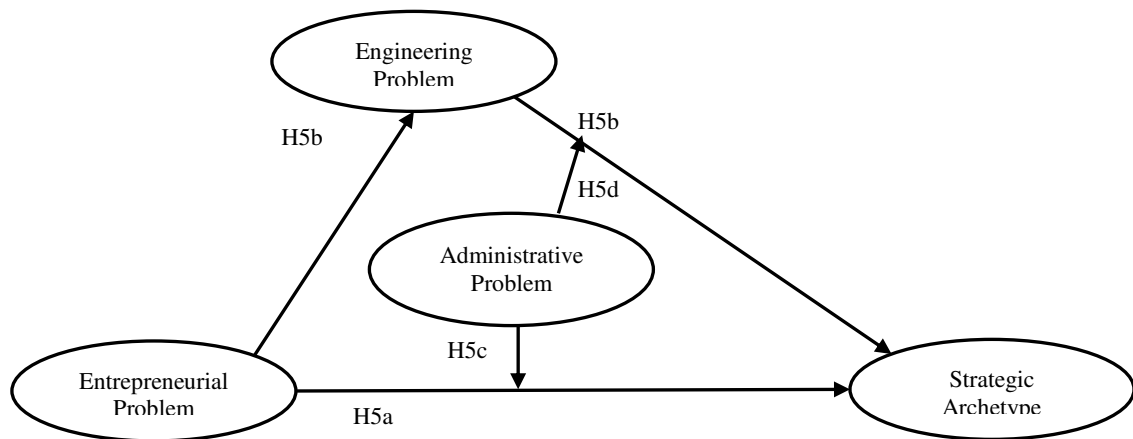 Engineering
Problem
H5b
H5b
H5d
Administrative
Problem
H5c
Entrepreneurial
Problem
H5a
Strategic
Archetype